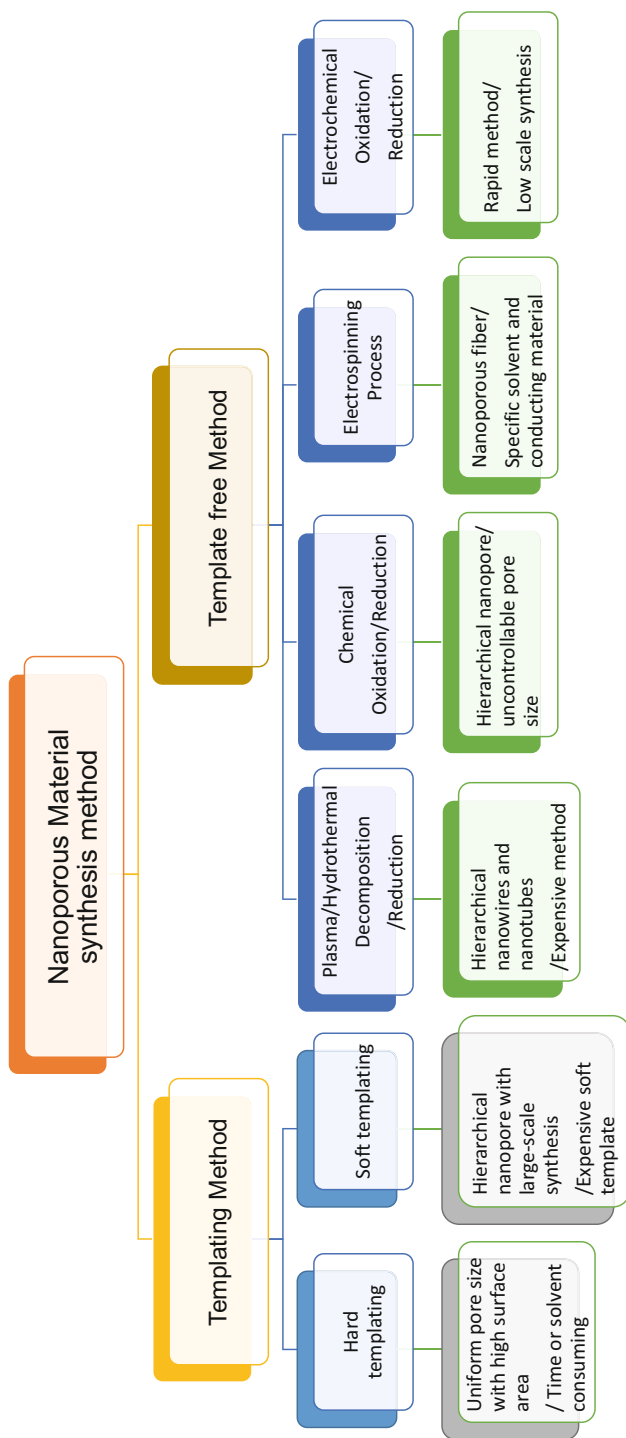 Nanoporous Material
synthesis method
Templating Method
Template free Method
Hard
templating
Soft templating
Plasma/Hydrothermal
Decomposition
/Reduction
Chemical
Oxidation/Reduction
Electrospinning
Process
Electrochemical
Oxidation/
Reduction
Uniform pore size
with high surface
area
/ Time or solvent
consuming
Hierarchical
nanopore with
large-scale
synthesis
/Expensive soft
template
Hierarchical
nanowires and
nanotubes
/Expensive method
Hierarchical nanopore/
uncontrollable pore
size
Nanoporous fiber/
Specific solvent and
conducting material
Rapid method/
Low scale synthesis